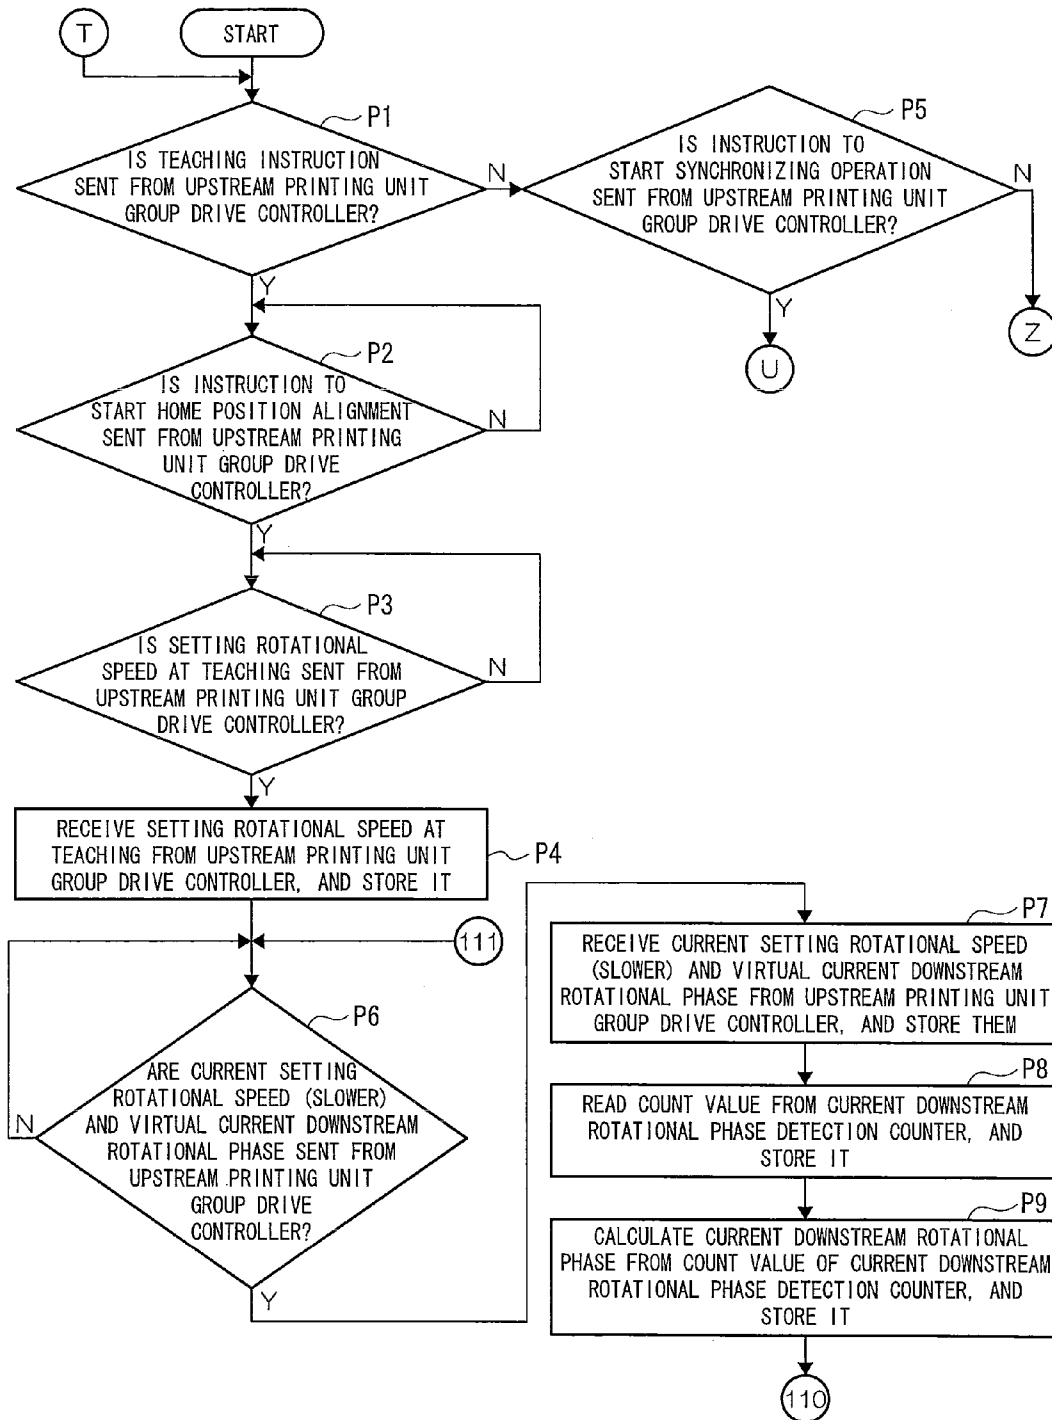 T
START
P1
IS TEACHING INSTRUCTION
SENT FROM UPSTREAM PRINTING UNIT
GROUP DRIVE CONTROLLER?
N
Y
P5
IS INSTRUCTION TO
START SYNCHRONIZING OPERATION
SENT FROM UPSTREAM PRINTING UNIT
GROUP DRIVE CONTROLLER?
N
Y
U
Z
P2
IS INSTRUCTION TO
START HOME POSITION ALIGNMENT
SENT FROM UPSTREAM PRINTING
UNIT GROUP DRIVE
CONTROLLER?
N
Y
P3
IS SETTING ROTATIONAL
SPEED AT TEACHING SENT FROM
UPSTREAM PRINTING UNIT GROUP
DRIVE CONTROLLER?
N
Y
RECEIVE SETTING ROTATIONAL SPEED AT
TEACHING FROM UPSTREAM PRINTING UNIT
GROUP DRIVE CONTROLLER, AND STORE IT
P4
111
P6
ARE CURRENT SETTING
ROTATIONAL SPEED (SLOWER)
AND VIRTUAL CURRENT DOWNSTREAM
ROTATIONAL PHASE SENT FROM
UPSTREAM PRINTING UNIT
GROUP DRIVE
CONTROLLER?
N
Y
P7
RECEIVE CURRENT SETTING ROTATIONAL SPEED
(SLOWER) AND VIRTUAL CURRENT DOWNSTREAM
ROTATIONAL PHASE FROM UPSTREAM PRINTING UNIT
GROUP DRIVE CONTROLLER, AND STORE THEM
P8
READ COUNT VALUE FROM CURRENT DOWNSTREAM
ROTATIONAL PHASE DETECTION COUNTER, AND
STORE IT
P9
CALCULATE CURRENT DOWNSTREAM ROTATIONAL
PHASE FROM COUNT VALUE OF CURRENT DOWNSTREAM
ROTATIONAL PHASE DETECTION COUNTER, AND
STORE IT
110